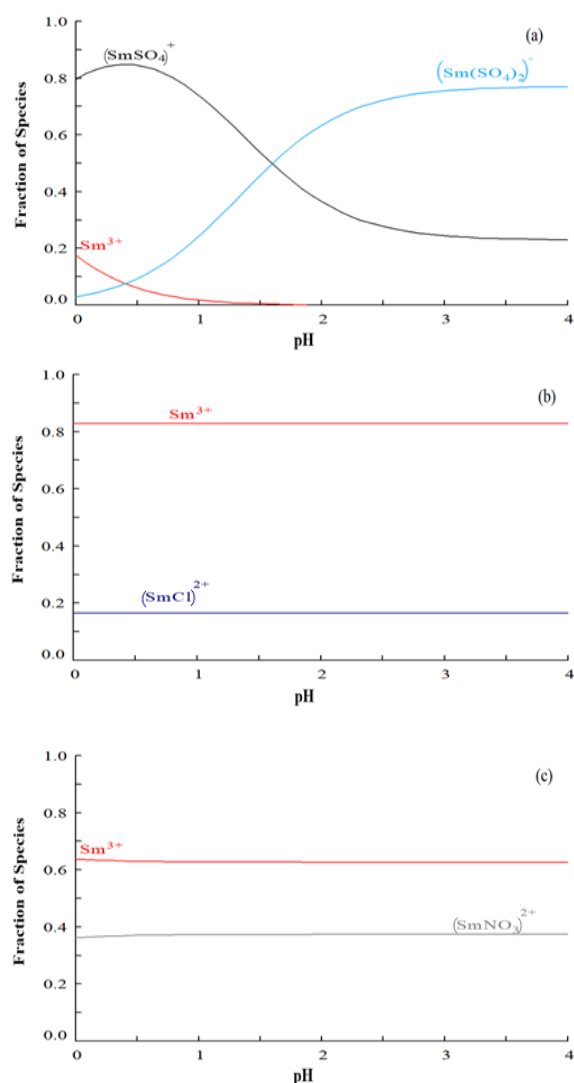 (a)
(SmSO₄)⁺
(Sm(SO₄)₂)⁻
Sm³⁺
Fraction of Species
1.0
0.8
0.6
0.4
0.2
0.0
0 1 2 3 4
pH
(b)
Sm³⁺
(SmCl)²⁺
Fraction of Species
1.0
0.8
0.6
0.4
0.2
0.0
0 1 2 3 4
pH
(c)
Sm³⁺
(SmNO₃)²⁺
Fraction of Species
1.0
0.8
0.6
0.4
0.2
0.0
0 1 2 3 4
pH